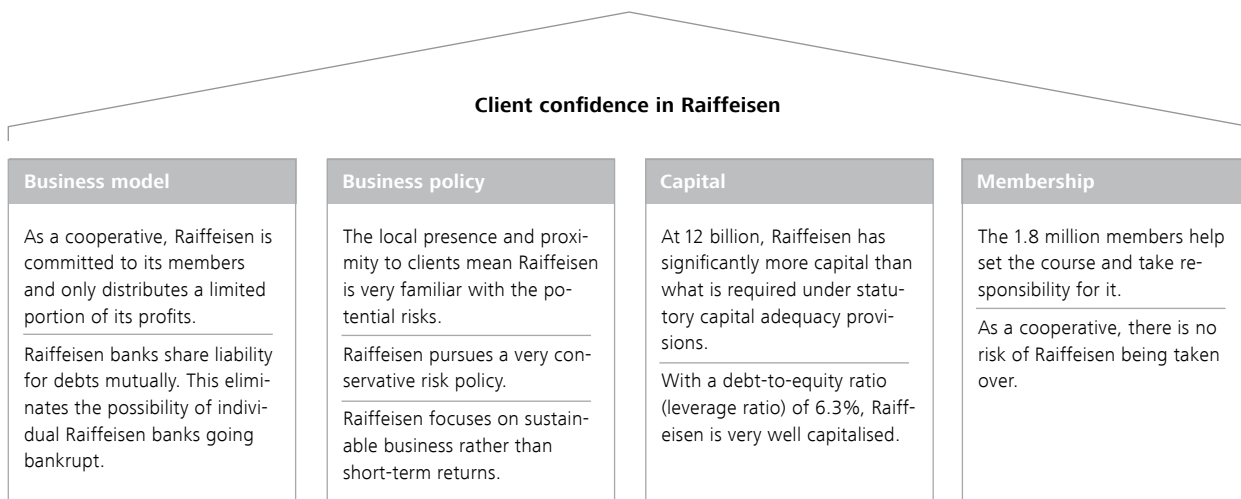 Client confidence in Raiffeisen
Business model
As a cooperative, Raiffeisen is
committed to its members
and only distributes a limited
portion of its profits.
Raiffeisen banks share liability
for debts mutually. This elimi-
nates the possibility of indivi-
dual Raiffeisen banks going
bankrupt.
Business policy
The local presence and proxi-
mity to clients mean Raiffeisen
is very familiar with the po-
tential risks.
Raiffeisen pursues a very con-
servative risk policy.
Raiffeisen focuses on sustain-
able business rather than
short-term returns.
Capital
At 12 billion, Raiffeisen has
significantly more capital than
what is required under statu-
tory capital adequacy provi-
sions.
With a debt-to-equity ratio
(leverage ratio) of 6.3%, Raiff-
eisen is very well capitalised.
Membership
The 1.8 million members help
set the course and take re-
sponsibility for it.
As a cooperative, there is no
risk of Raiffeisen being taken
over.